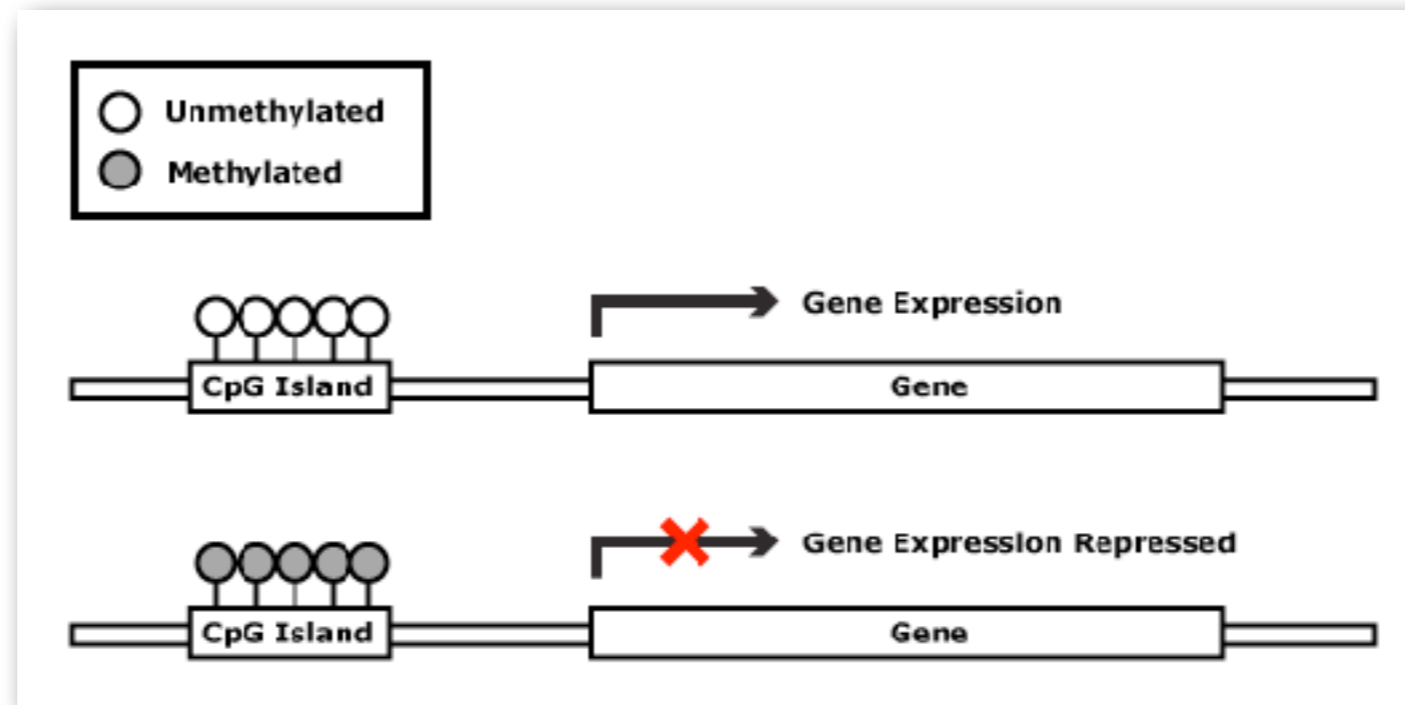 Unmethylated
Methylated
Gene Expression
CpG Island
Gene
Gene Expression Repressed
CpG Island
Gene